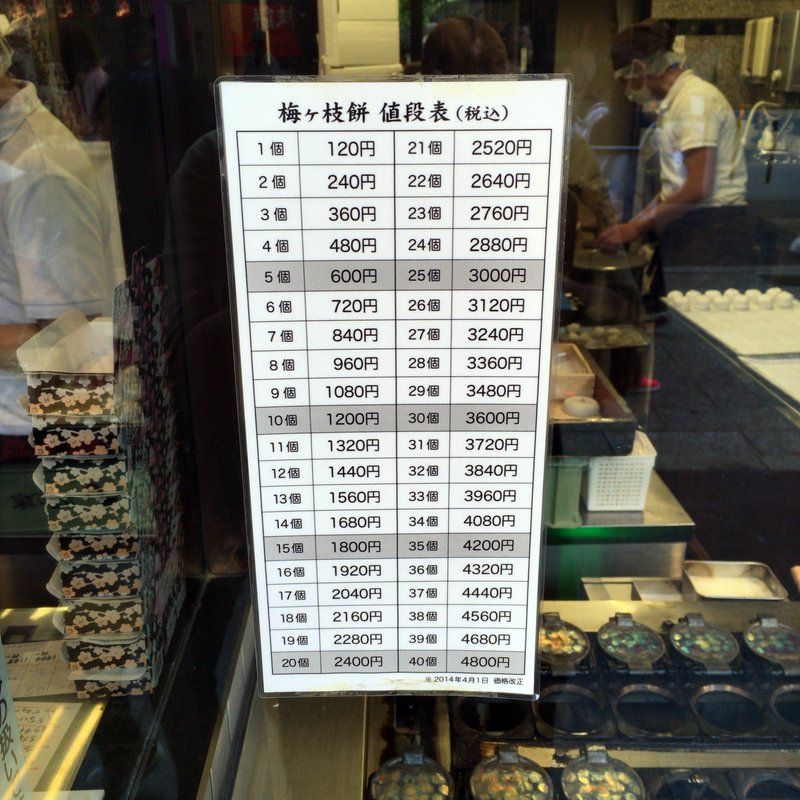 梅ヶ枝餅 値段表（税込）
1個 120円 21個 2520円
2個 240円 22個 2640円
3個 360円 23個 2760円
4個 480円 24個 2880円
5個 600円 25個 3000円
6個 720円 26個 3120円
7個 840円 27個 3240円
8個 960円 28個 3360円
9個 1080円 29個 3480円
10個 1200円 30個 3600円
11個 1320円 31個 3720円
12個 1440円 32個 3840円
13個 1560円 33個 3960円
14個 1680円 34個 4080円
15個 1800円 35個 4200円
16個 1920円 36個 4320円
17個 2040円 37個 4440円
18個 2160円 38個 4560円
19個 2280円 39個 4680円
20個 2400円 40個 4800円
※2014年4月1日 価格改正